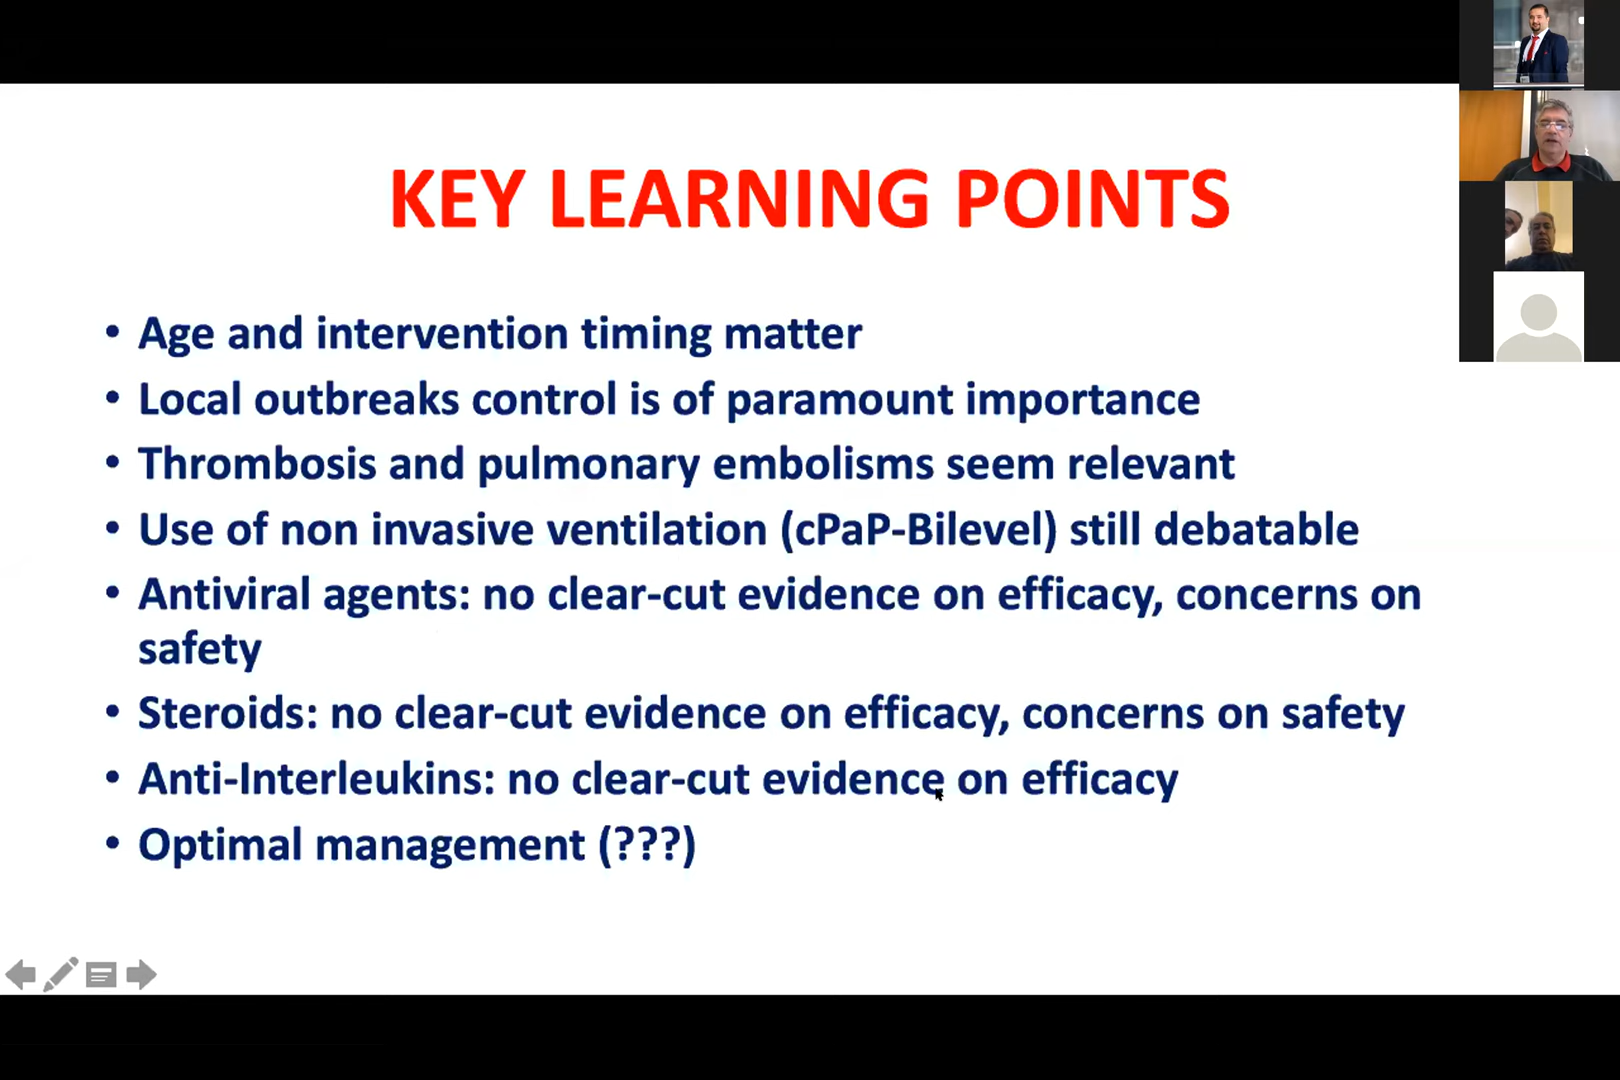 KEY LEARNING POINTS
• Age and intervention timing matter
• Local outbreaks control is of paramount importance
• Thrombosis and pulmonary embolisms seem relevant
• Use of non invasive ventilation (cPaP-Bilevel) still debatable
• Antiviral agents: no clear-cut evidence on efficacy, concerns on
safety
• Steroids: no clear-cut evidence on efficacy, concerns on safety
• Anti-Interleukins: no clear-cut evidence on efficacy
• Optimal management (???)